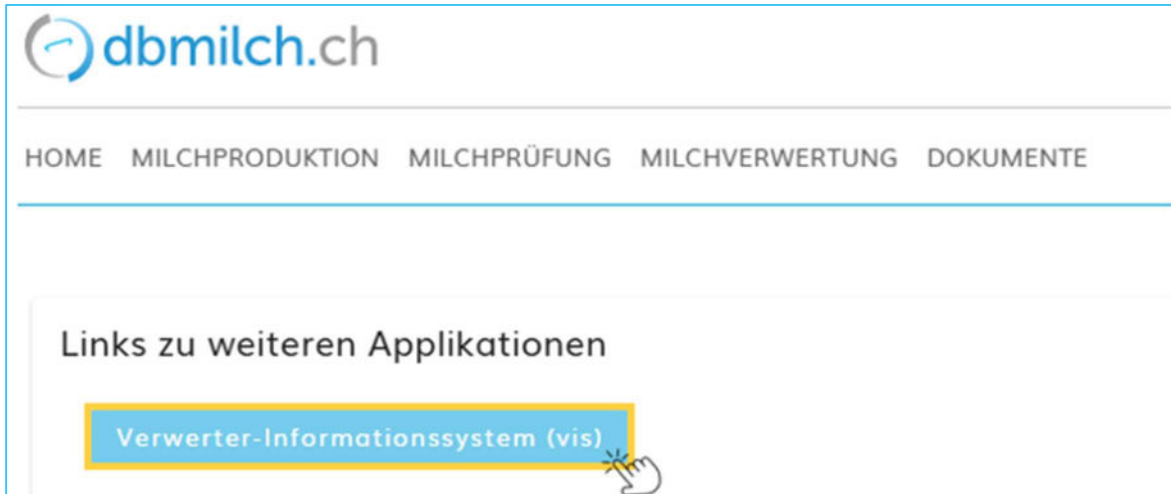 dbmilch.ch
HOME MILCHPRODUKTION MILCHPRÜFUNG MILCHVERWERTUNG DOKUMENTE
Links zu weiteren Applikationen
Verwerter-Informationssystem (vis)